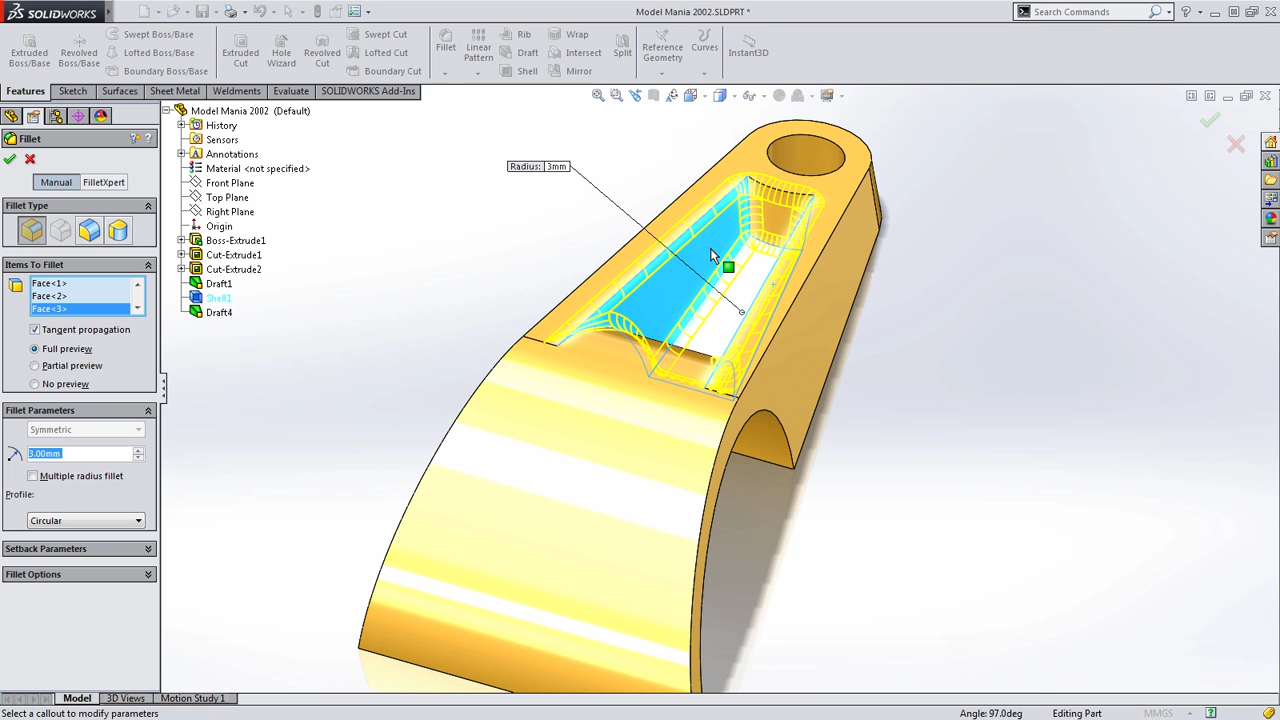 SOLIDWORKS
Model Mania 2002.SLDPRT *
Search Commands
Extruded Boss/Base
Revolved Boss/Base
Swept Boss/Base
Lofted Boss/Base
Boundary Boss/Base
Extruded Cut
Hole Wizard
Revolved Cut
Swept Cut
Lofted Cut
Boundary Cut
Fillet
Linear Pattern
Rib
Draft
Shell
Wrap
Intersect
Mirror
Split
Reference Geometry
Curves
Instant3D
Features
Sketch
Surfaces
Sheet Metal
Weldments
Evaluate
SOLIDWORKS Add-Ins
Fillet
Manual
FilletXpert
Fillet Type
Items To Fillet
Face<1>
Face<2>
Face<3>
Tangent propagation
Full preview
Partial preview
No preview
Fillet Parameters
Symmetric
3.00mm
Multiple radius fillet
Profile:
Circular
Setback Parameters
Fillet Options
Model Mania 2002 (Default)
History
Sensors
Annotations
Material <not specified>
Front Plane
Top Plane
Right Plane
Origin
Boss-Extrude1
Cut-Extrude1
Cut-Extrude2
Draft1
Shell1
Draft4
Radius: 3mm
Model
3D Views
Motion Study 1
Select a callout to modify parameters
Angle: 97.0deg
Editing Part
MMGS